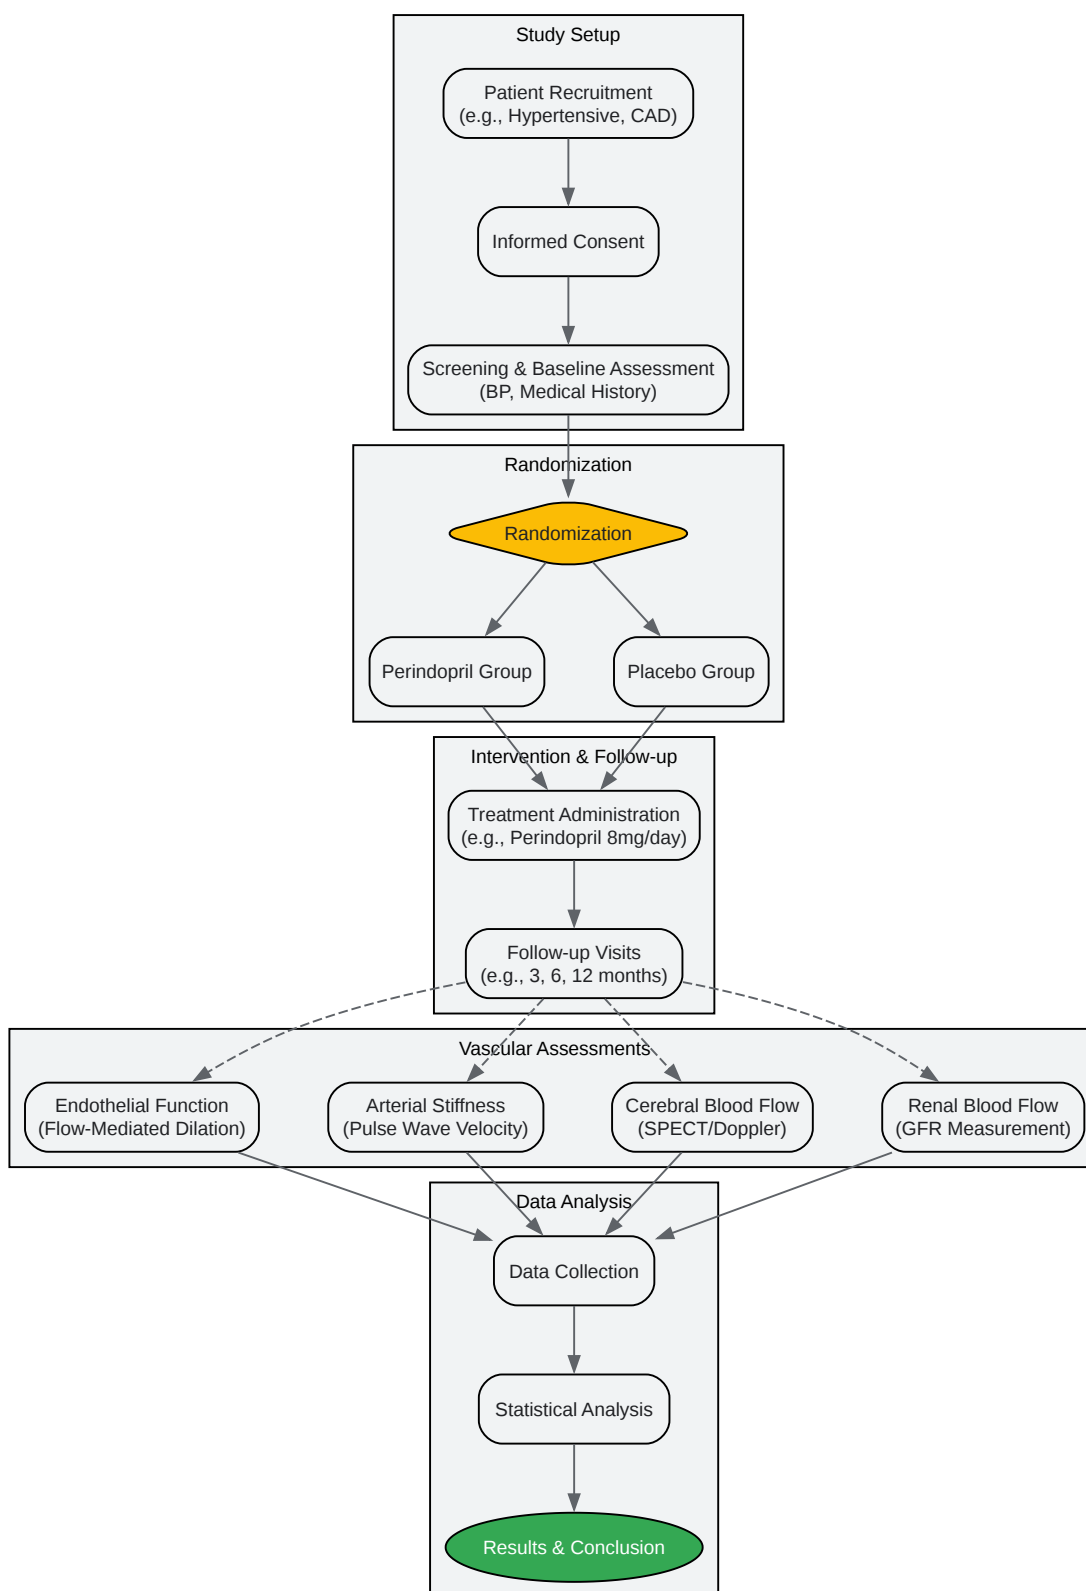 Study Setup
Patient Recruitment
(e.g., Hypertensive, CAD)
Informed Consent
Screening & Baseline Assessment
(BP, Medical History)
Randomization
Randomization
Perindopril Group
Placebo Group
Intervention & Follow-up
Treatment Administration
(e.g., Perindopril 8mg/day)
Follow-up Visits
(e.g., 3, 6, 12 months)
Vascular Assessments
Endothelial Function
(Flow-Mediated Dilation)
Arterial Stiffness
(Pulse Wave Velocity)
Cerebral Blood Flow
(SPECT/Doppler)
Renal Blood Flow
(GFR Measurement)
Data Analysis
Data Collection
Statistical Analysis
Results & Conclusion